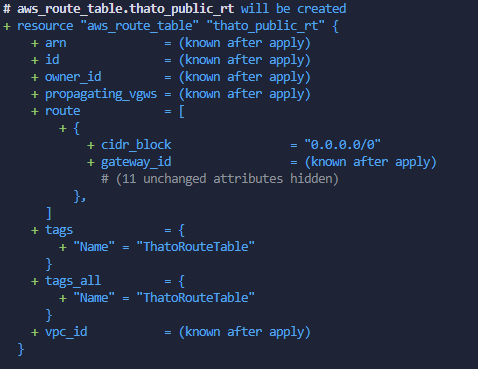 # aws_route_table.thato_public_rt will be created
+ resource "aws_route_table" "thato_public_rt" {
    + arn              = (known after apply)
    + id               = (known after apply)
    + owner_id         = (known after apply)
    + propagating_vgws = (known after apply)
    + route            = [
        + {
            + cidr_block                 = "0.0.0.0/0"
            + gateway_id                 = (known after apply)
            # (11 unchanged attributes hidden)
          },
      ]
    + tags             = {
        + "Name" = "ThatoRouteTable"
      }
    + tags_all         = {
        + "Name" = "ThatoRouteTable"
      }
    + vpc_id           = (known after apply)
  }